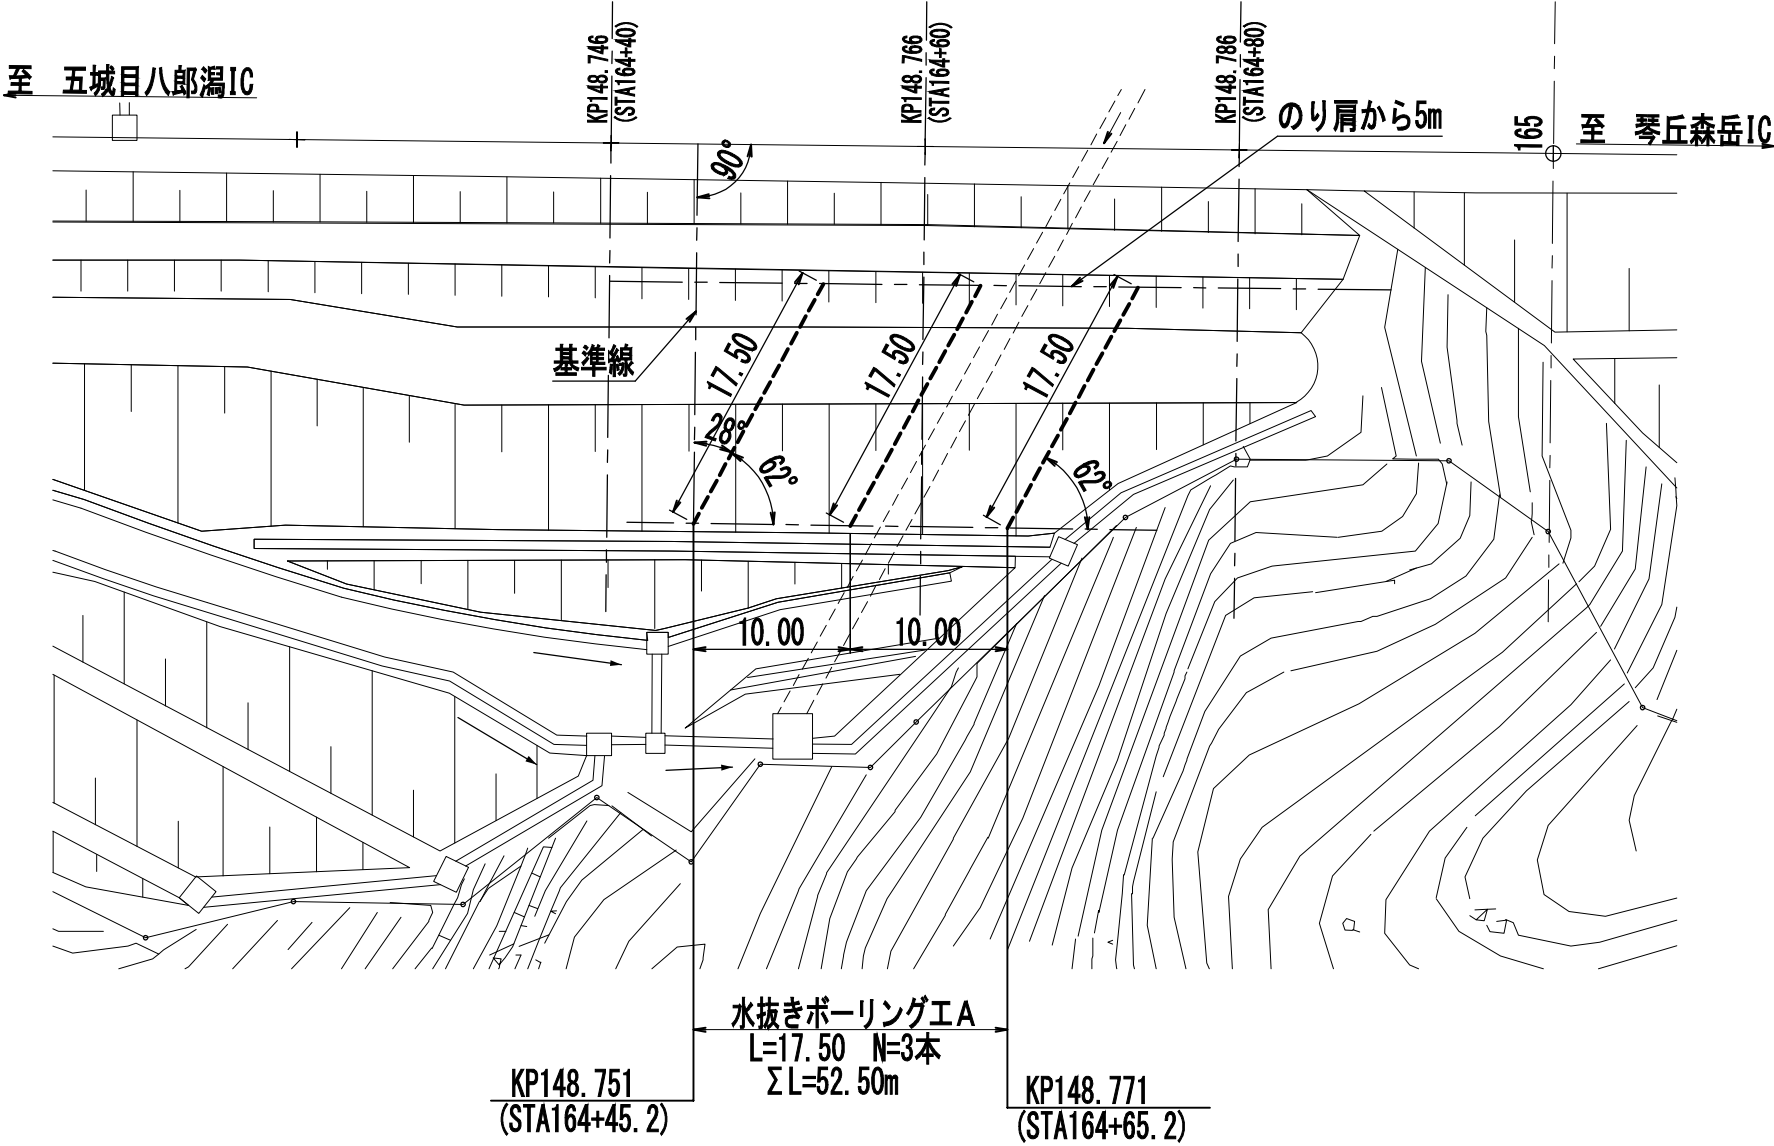 KP148.746
(STA164+40)
KP148.766
(STA164+60)
KP148.786
(STA164+80)
至　五城目八郎潟IC
のり肩から5m
165
至　琴丘森岳IC
90°
基準線
17.50
17.50
17.50
28°
62°
62°
10.00
10.00
水抜きボーリング工A
L=17.50　N=3本
ΣL=52.50m
KP148.751
(STA164+45.2)
KP148.771
(STA164+65.2)